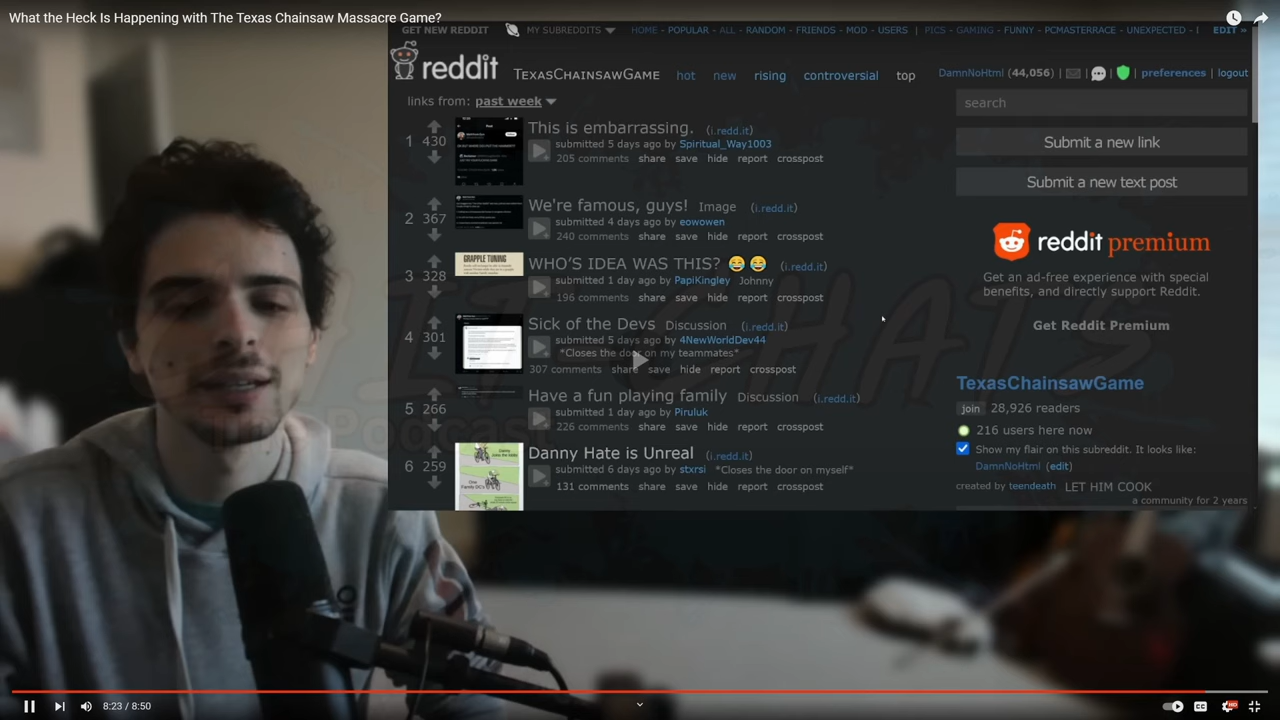 What the Heck Is Happening with The Texas Chainsaw Massacre Game?
GET NEW REDDIT MY SUBREDDITS HOME - POPULAR - ALL - RANDOM - FRIENDS - MOD - USERS | PICS - GAMING - FUNNY - PCMASTERRACE - UNEXPECTED - I EDIT »
reddit TEXASCHAINSAWGAME hot new rising controversial top
DamnNoHtml (44,056) | | preferences | logout
links from: past week
search
Submit a new link
Submit a new text post
1 430 This is embarrassing. (i.redd.it)
submitted 5 days ago by Spiritual_Way1003
205 comments share save hide report crosspost
2 367 We're famous, guys! Image (i.redd.it)
submitted 4 days ago by eowowen
240 comments share save hide report crosspost
GRAPPLE TUNING
3 328 WHO'S IDEA WAS THIS? 😂 😂 (i.redd.it)
submitted 1 day ago by PapiKingley Johnny
196 comments share save hide report crosspost
4 301 Sick of the Devs Discussion (i.redd.it)
submitted 5 days ago by 4NewWorldDev44
*Closes the door on my teammates*
307 comments share save hide report crosspost
5 266 Have a fun playing family Discussion (i.redd.it)
submitted 1 day ago by Piruluk
226 comments share save hide report crosspost
6 259 Danny Hate is Unreal (i.redd.it)
submitted 6 days ago by stxrsi *Closes the door on myself*
131 comments share save hide report crosspost
reddit premium
Get an ad-free experience with special
benefits, and directly support Reddit.
Get Reddit Premium
TexasChainsawGame
join 28,926 readers
216 users here now
Show my flair on this subreddit. It looks like:
DamnNoHtml (edit)
created by teendeath LET HIM COOK
a community for 2 years
8:23 / 8:50
CC
HD